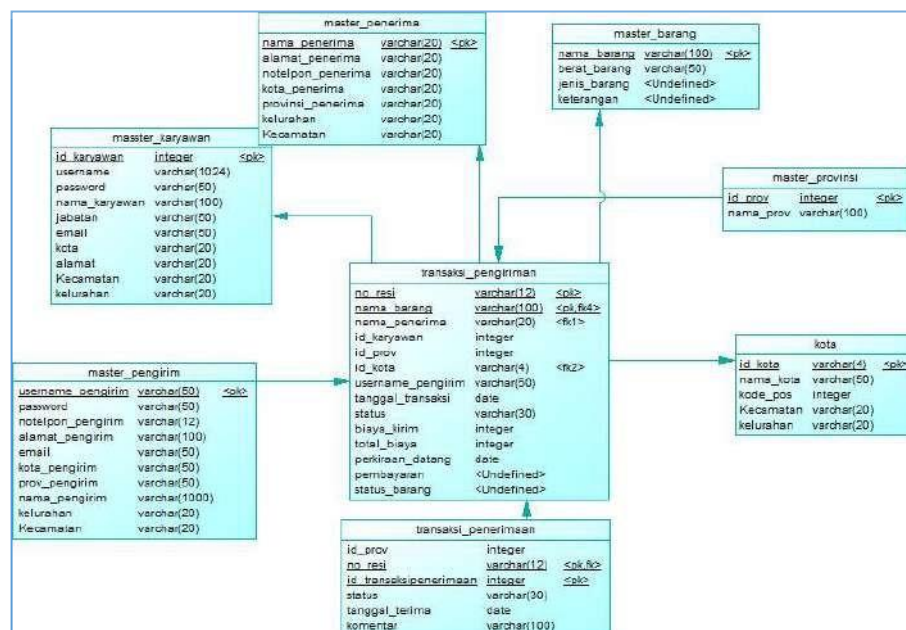 master_penerima
nama_penerima varchar(20) <pk>
alamat_penerima varchar(20)
notelpon_penerima varchar(20)
kota_penerima varchar(20)
provinsi_penerima varchar(20)
kelurahan varchar(20)
Kecamatan varchar(20)
master_barang
nama_barang varchar(100) <pk>
berat_barang varchar(50)
jenis_barang <Undefined>
keterangan <Undefined>
masster_karyawan
id_karyawan integer <pk>
username varchar(1024)
password varchar(50)
nama_karyawan varchar(100)
jabatan varchar(50)
email varchar(50)
kota varchar(20)
alamat varchar(20)
Kecamatan varchar(20)
kelurahan varchar(20)
master_provinsi
id_prov integer <pk>
nama_prov varchar(100)
transaksi_pengiriman
no_resi varchar(12) <pk>
nama_barang varchar(100) <pk,fk4>
nama_penerima varchar(20) <fk1>
id_karyawan integer
id_prov integer
id_kota varchar(4) <fk2>
username_pengirim varchar(50)
tanggal_transaksi date
status varchar(30)
biaya_kirim integer
total_biaya integer
perkiraan_datang date
pembayaran <Undefined>
status_barang <Undefined>
kota
id_kota varchar(4) <pk>
nama_kota varchar(50)
kode_pos integer
Kecamatan varchar(20)
kelurahan varchar(20)
master_pengirim
username_pengirim varchar(50) <pk>
password varchar(50)
notelpon_pengirim varchar(12)
alamat_pengirim varchar(100)
email varchar(50)
kota_pengirim varchar(50)
prov_pengirim varchar(50)
nama_pengirim varchar(1000)
kelurahan varchar(20)
Kecamatan varchar(20)
transaksi_penerimaan
id_prov integer
no_resi varchar(12) <pk,fk>
id_transaksipenerimaan integer <pk>
status varchar(30)
tanggal_terima date
komentar varchar(100)